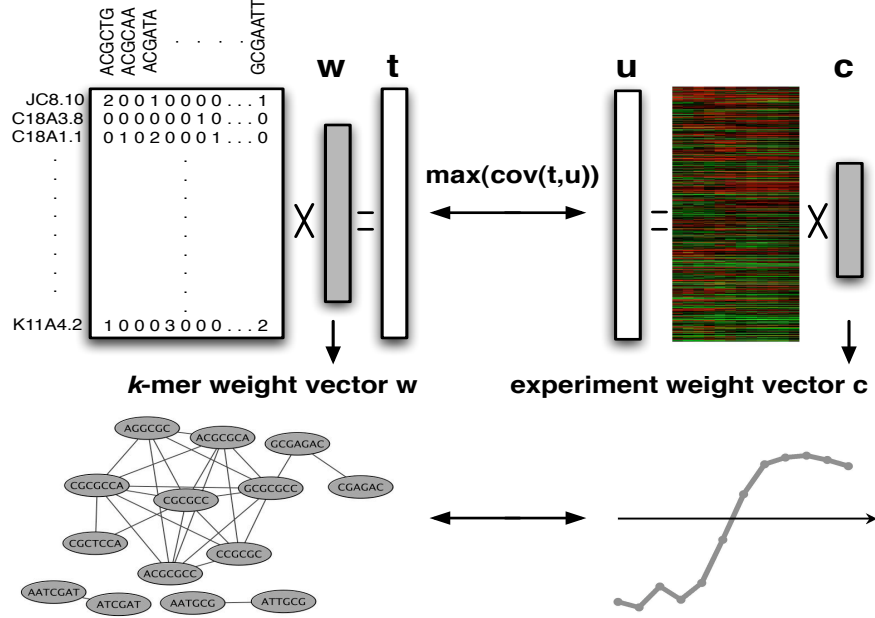 ACGCTG
ACGCAA
ACGATA
. . . . .
GCGAATT
w
t
u
c
JC8.10 2 0 0 1 0 0 0 0 . . . 1
C18A3.8 0 0 0 0 0 0 1 0 . . . 0
C18A1.1 0 1 0 2 0 0 0 1 . . . 0
K11A4.2 1 0 0 0 3 0 0 0 . . . 2
× =
max(cov(t,u))
= ×
k-mer weight vector w
experiment weight vector c
AGGCGC
ACGCGCA
GCGAGAC
CGCGCCA
CGCGCC
GCGCGCC
CGAGAC
CGCTCCA
CCGCGC
ACGCGCC
AATCGAT
ATCGAT
AATGCG
ATTGCG